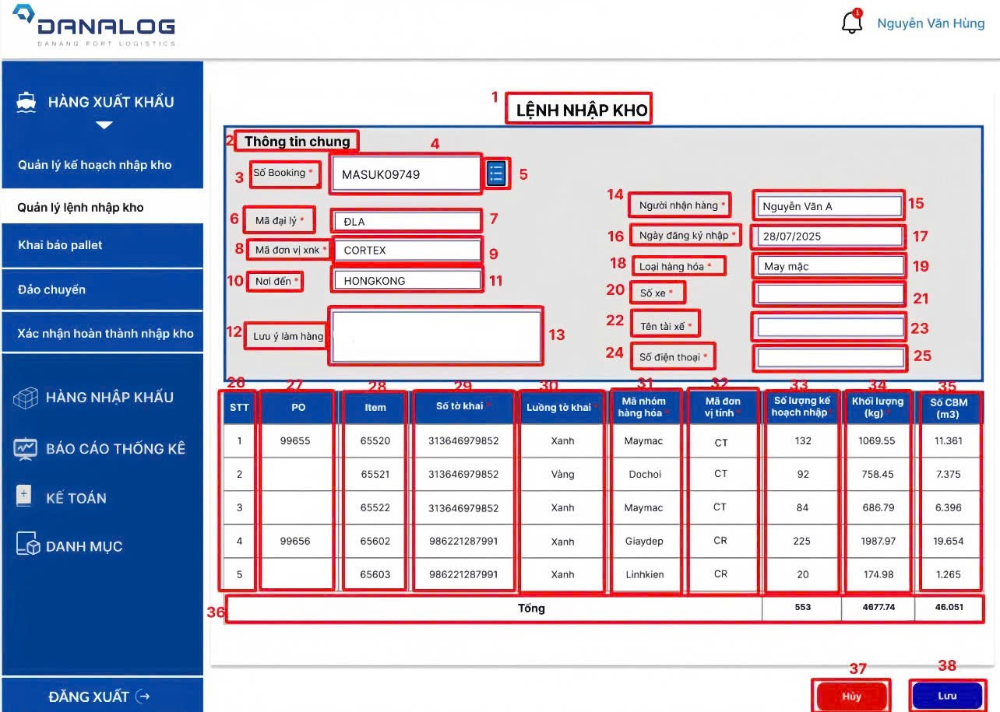 DANALOG
DANANG PORT LOGISTICS
1
Nguyễn Văn Hùng
HÀNG XUẤT KHẨU
Quản lý kế hoạch nhập kho
Quản lý lệnh nhập kho
Khai báo pallet
Đảo chuyển
Xác nhận hoàn thành nhập kho
HÀNG NHẬP KHẨU
BÁO CÁO THỐNG KÊ
KẾ TOÁN
DANH MỤC
ĐĂNG XUẤT
1 LỆNH NHẬP KHO
2 Thông tin chung
3 Số Booking * 4 MASUK09749 5
6 Mã đại lý * ĐLA 7
8 Mã đơn vị xnk * CORTEX 9
10 Nơi đến * HONGKONG 11
12 Lưu ý làm hàng 13
14 Người nhận hàng * Nguyễn Văn A 15
16 Ngày đăng ký nhập * 28/07/2025 17
18 Loại hàng hóa * May mặc 19
20 Số xe * 21
22 Tên tài xế * 23
24 Số điện thoại * 25
26 27 28 29 30 31 32 33 34 35
STT PO Item Số tờ khai * Luồng tờ khai * Mã nhóm hàng hóa * Mã đơn vị tính * Số lượng kế hoạch nhập * Khối lượng (kg) * Số CBM (m3)
1 99655 65520 313646979852 Xanh Maymac CT 132 1069.55 11.361
2 65521 313646979852 Vàng Dochoi CT 92 758.45 7.375
3 65522 313646979852 Xanh Maymac CT 84 686.79 6.396
4 99656 65602 986221287991 Xanh Giaydep CR 225 1987.97 19.654
5 65603 986221287991 Xanh Linhkien CR 20 174.98 1.265
36 Tổng 553 4677.74 46.051
37 38
Hủy Lưu